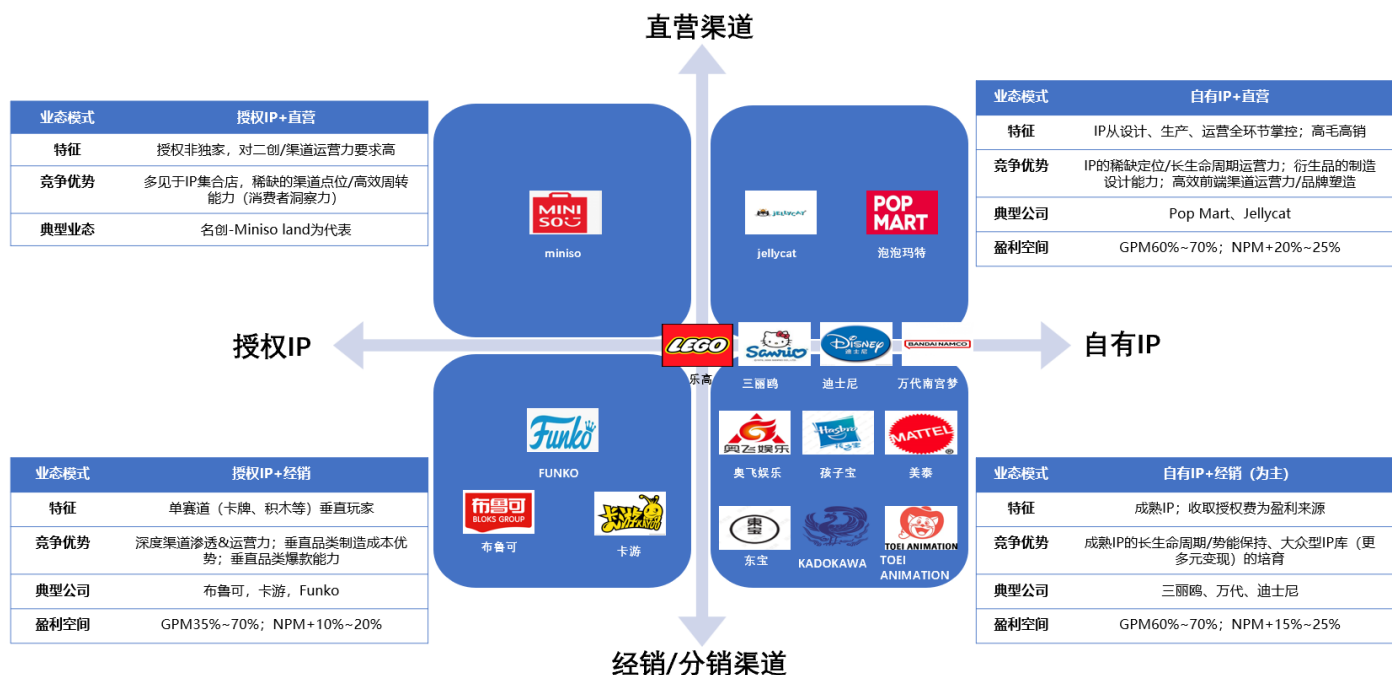 直营渠道
业态模式 授权IP+直营
特征 授权非独家，对二创/渠道运营力要求高
竞争优势 多见于IP集合店，稀缺的渠道点位/高效周转
能力（消费者洞察力）
典型业态 名创-Miniso land为代表
业态模式 自有IP+直营
特征 IP从设计、生产、运营全环节掌控；高毛高销
竞争优势 IP的稀缺定位/长生命周期运营力；衍生品的制造
设计能力；高效前端渠道运营力/品牌塑造
典型公司 Pop Mart、Jellycat
盈利空间 GPM60%~70%；NPM+20%~25%
MINI
SO
miniso
JELLYCAT
jellycat
POP
MART
泡泡玛特
授权IP
自有IP
LEGO
乐高
Sanrio
三丽鸥
Disney
迪士尼
迪士尼
BANDAI NAMCO
万代南宫梦
Funko
FUNKO
布鲁可
BLOKS GROUP
布鲁可
卡游
KAYOU
卡游
奥飞娱乐
奥飞娱乐
Hasbro
孩之宝
孩子宝
MATTEL
美泰
東宝
东宝
KADOKAWA
TOEI ANIMATION
TOEI
ANIMATION
业态模式 授权IP+经销
特征 单赛道（卡牌、积木等）垂直玩家
竞争优势 深度渠道渗透&运营力；垂直品类制造成本优
势；垂直品类爆款能力
典型公司 布鲁可，卡游，Funko
盈利空间 GPM35%~70%；NPM+10%~20%
业态模式 自有IP+经销（为主）
特征 成熟IP；收取授权费为盈利来源
竞争优势 成熟IP的长生命周期/势能保持、大众型IP库（更
多元变现）的培育
典型公司 三丽鸥、万代、迪士尼
盈利空间 GPM60%~70%；NPM+15%~25%
经销/分销渠道